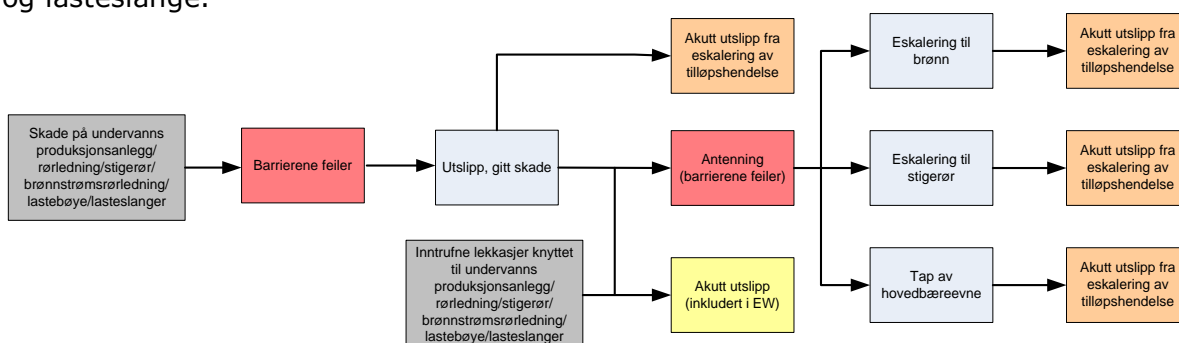 og lasteslange.
Akutt utslipp fra
eskalering av
tilløpshendelse
Eskalering til
brønn
Akutt utslipp fra
eskalering av
tilløpshendelse
Skade på undervanns
produksjonsanlegg/
rørledning/stigerør/
brønnstrømsrørledning/
lastebøye/lasteslanger
Barrierene feiler
Utslipp, gitt skade
Antenning
(barrierene feiler)
Eskalering til
stigerør
Akutt utslipp fra
eskalering av
tilløpshendelse
Inntrufne lekkasjer knyttet
til undervanns
produksjonsanlegg/
rørledning/stigerør/
brønnstrømsrørledning/
lastebøye/lasteslanger
Akutt utslipp
(inkludert i EW)
Tap av
hovedbæreevne
Akutt utslipp fra
eskalering av
tilløpshendelse